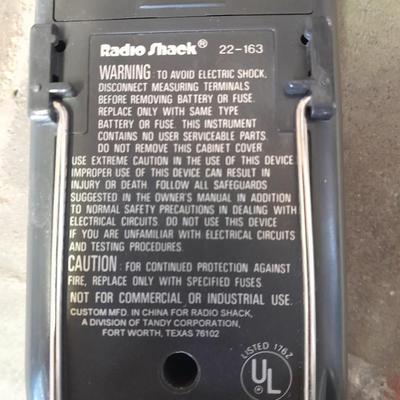 Radio Shack® 22-163
WARNING: TO AVOID ELECTRIC SHOCK,
DISCONNECT MEASURING TERMINALS
BEFORE REMOVING BATTERY OR FUSE.
REPLACE ONLY WITH SAME TYPE
BATTERY OR FUSE. THIS INSTRUMENT
CONTAINS NO USER SERVICEABLE PARTS.
DO NOT REMOVE THIS CABINET COVER
USE EXTREME CAUTION IN THE USE OF THIS DEVICE.
IMPROPER USE OF THIS DEVICE CAN RESULT IN
INJURY OR DEATH. FOLLOW ALL SAFEGUARDS
SUGGESTED IN THE OWNER'S MANUAL IN ADDITION
TO NORMAL SAFETY PRECAUTIONS IN DEALING WITH
ELECTRICAL CIRCUITS. DO NOT USE THIS DEVICE
IF YOU ARE UNFAMILIAR WITH ELECTRICAL CIRCUITS
AND TESTING PROCEDURES.
CAUTION: FOR CONTINUED PROTECTION AGAINST
FIRE, REPLACE ONLY WITH SPECIFIED FUSES
NOT FOR COMMERCIAL OR INDUSTRIAL USE.
CUSTOM MFD. IN CHINA FOR RADIO SHACK,
A DIVISION OF TANDY CORPORATION,
FORT WORTH, TEXAS 76102
LISTED 176Z
UL®